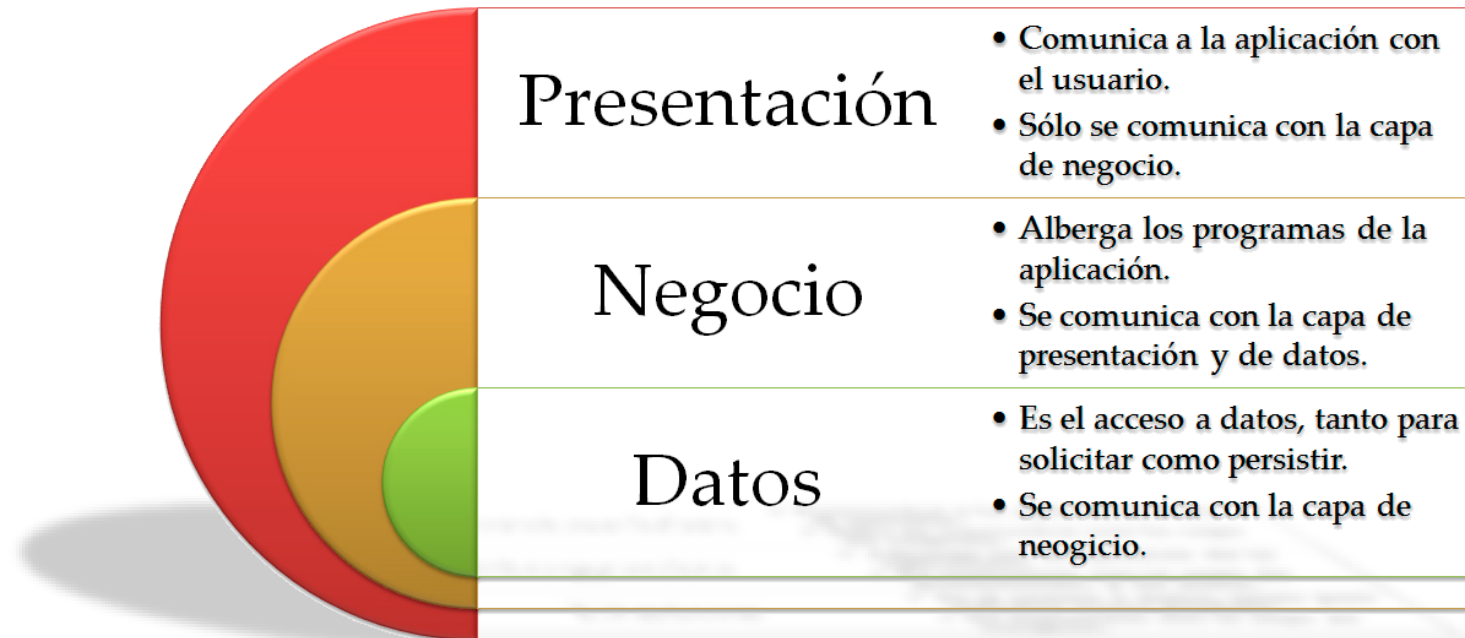 Presentación
• Comunica a la aplicación con
el usuario.
• Sólo se comunica con la capa
de negocio.
Negocio
• Alberga los programas de la
aplicación.
• Se comunica con la capa de
presentación y de datos.
Datos
• Es el acceso a datos, tanto para
solicitar como persistir.
• Se comunica con la capa de
neogicio.